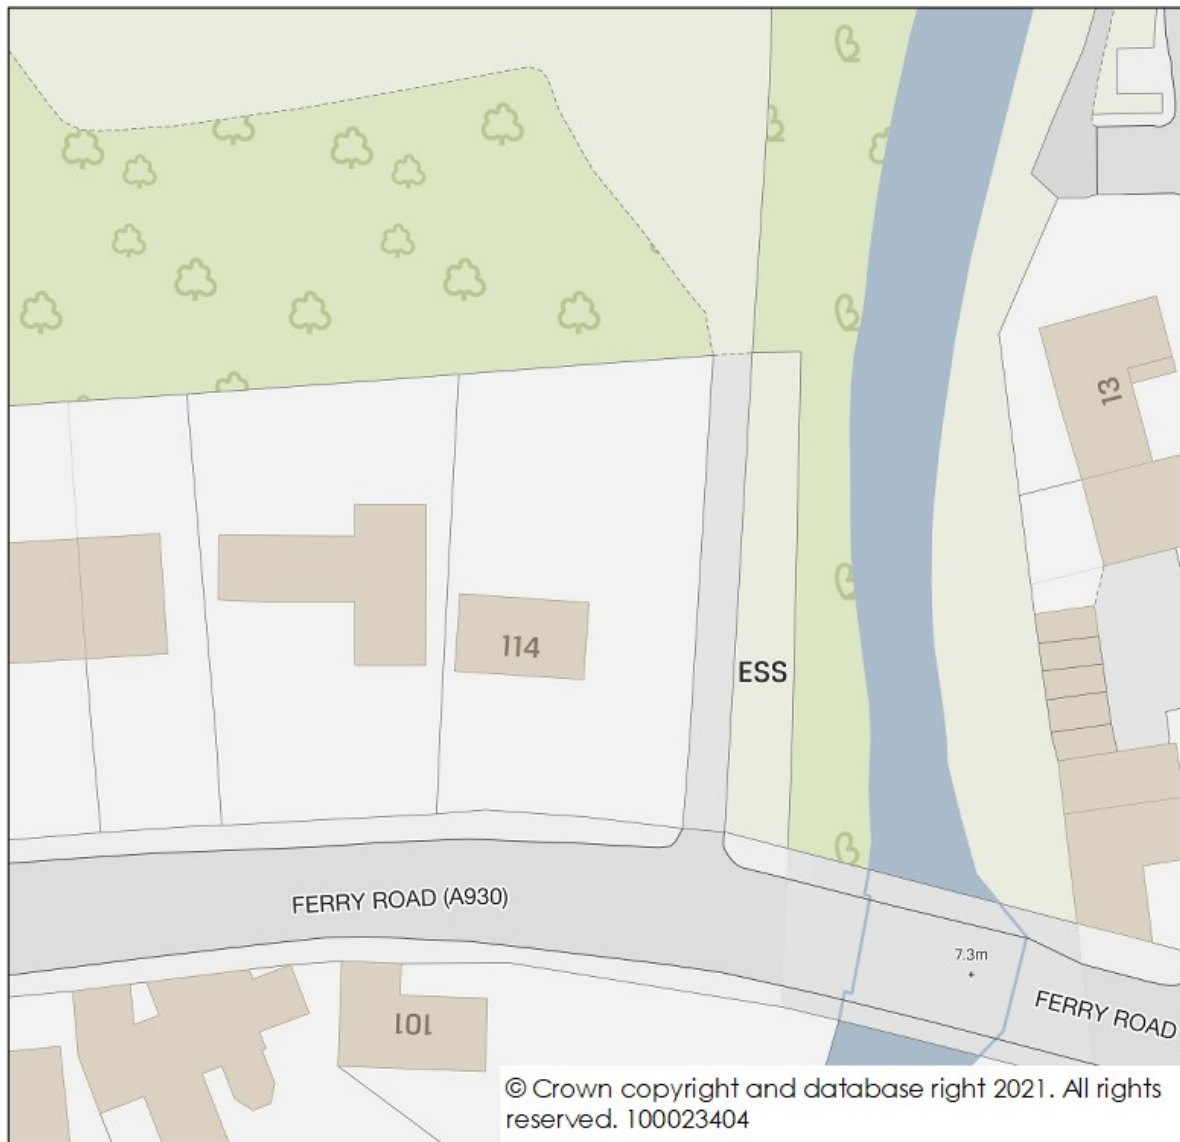 13
114
ESS
FERRY ROAD (A930)
7.3m
FERRY ROAD
101
© Crown copyright and database right 2021. All rights
reserved. 100023404